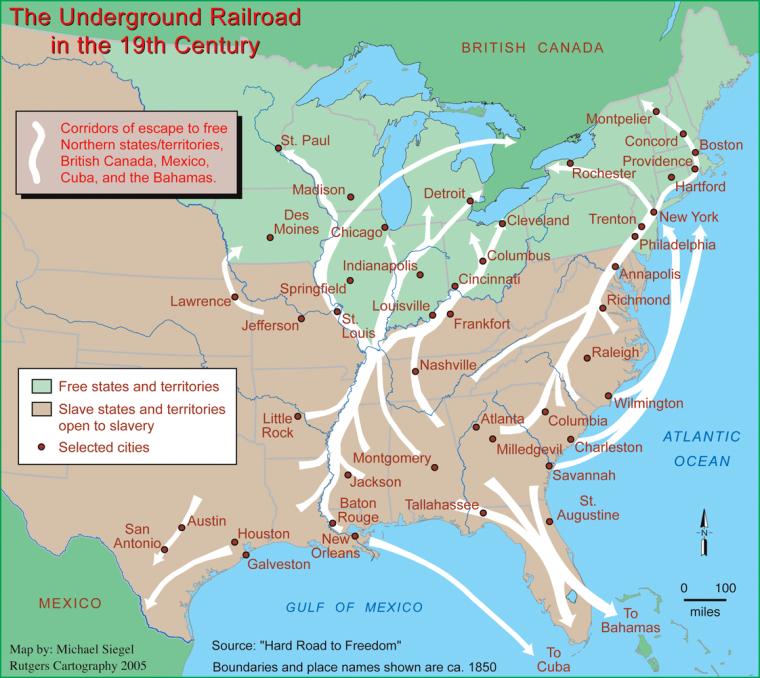 The Underground Railroad
in the 19th Century
BRITISH CANADA
Corridors of escape to free
Northern states/territories,
British Canada, Mexico,
Cuba, and the Bahamas.
St. Paul
Montpelier
Concord
Boston
Providence
Rochester
Hartford
Madison
Detroit
Des
Moines
Chicago
Cleveland
Trenton
New York
Philadelphia
Columbus
Indianapolis
Cincinnati
Annapolis
Springfield
Lawrence
Louisville
Richmond
Jefferson
St.
Louis
Frankfort
Raleigh
Nashville
Free states and territories
Slave states and territories
open to slavery
Selected cities
Wilmington
Little
Rock
Atlanta
Columbia
Milledgevil
Charleston
ATLANTIC
OCEAN
Montgomery
Savannah
Jackson
Tallahassee
St.
Augustine
Baton
Rouge
Austin
San
Antonio
Houston
New
Orleans
Galveston
N
0 100
miles
MEXICO
GULF OF MEXICO
To
Bahamas
Map by: Michael Siegel
Rutgers Cartography 2005
Source: "Hard Road to Freedom"
Boundaries and place names shown are ca. 1850
To
Cuba